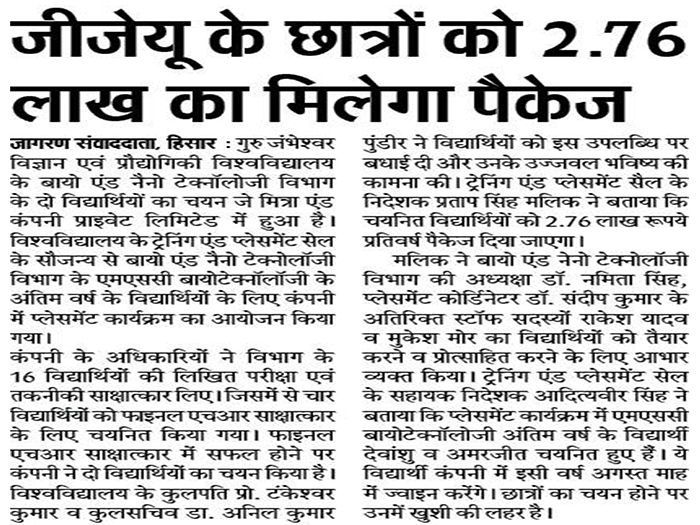 जीजेयू के छात्रों को 2.76
लाख का मिलेगा पैकेज
जागरण संवाददाता, हिसार : गुरु जंभेश्वर
विज्ञान एवं प्रौद्योगिकी विश्वविद्यालय
के बायो एंड नैनो टेक्नॉलोजी विभाग
के दो विद्यार्थियों का चयन जे मित्रा एंड
कंपनी प्राइवेट लिमिटेड में हुआ है।
विश्वविद्यालय के ट्रेनिंग एंड प्लेसमेंट सेल
के सौजन्य से बायो एंड नैनो टेक्नोलॉजी
विभाग के एमएससी बायोटेक्नॉलॉजी के
अंतिम वर्ष के विद्यार्थियों के लिए कंपनी
में प्लेसमेंट कार्यक्रम का आयोजन किया
गया।
कंपनी के अधिकारियों ने विभाग के
16 विद्यार्थियों की लिखित परीक्षा एवं
तकनीकी साक्षात्कार लिए। जिसमें से चार
विद्यार्थियों को फाइनल एचआर साक्षात्कार
के लिए चयनित किया गया। फाइनल
एचआर साक्षात्कार में सफल होने पर
कंपनी ने दो विद्यार्थियों का चयन किया है।
विश्वविद्यालय के कुलपति प्रो. टंकेश्वर
कुमार व कुलसचिव डा. अनिल कुमार
पुंडीर ने विद्यार्थियों को इस उपलब्धि पर
बधाई दी और उनके उज्जवल भविष्य की
कामना की। ट्रेनिंग एंड प्लेसमेंट सैल के
निदेशक प्रताप सिंह मलिक ने बताया कि
चयनित विद्यार्थियों को 2.76 लाख रूपये
प्रतिवर्ष पैकेज दिया जाएगा।
मलिक ने बायो एंड नेनो टेक्नोलॉजी
विभाग की अध्यक्षा डॉ. नमिता सिंह,
प्लेसमेंट कोर्डिनेटर डॉ. संदीप कुमार के
अतिरिक्त स्टॉफ सदस्यों राकेश यादव
व मुकेश मोर का विद्यार्थियों को तैयार
करने व प्रोत्साहित करने के लिए आभार
व्यक्त किया। ट्रेनिंग एंड प्लेसमेंट सेल
के सहायक निदेशक आदित्यवीर सिंह ने
बताया कि प्लेसमेंट कार्यक्रम में एमएससी
बायोटेक्नॉलोजी अंतिम वर्ष के विद्यार्थी
देवांशु व अमरजीत चयनित हुए हैं। ये
विद्यार्थी कंपनी में इसी वर्ष अगस्त माह
में ज्वाइन करेंगे। छात्रों का चयन होने पर
उनमें खुशी की लहर है।